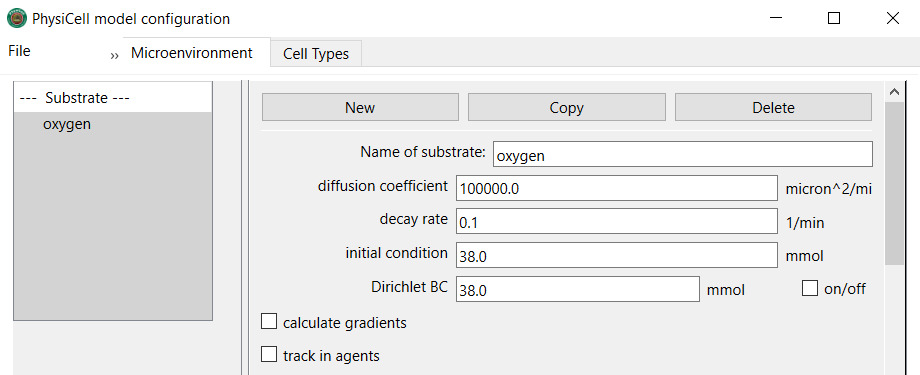 PhysiCell model configuration
File » Microenvironment Cell Types
--- Substrate ---
oxygen
New Copy Delete
Name of substrate: oxygen
diffusion coefficient 100000.0 micron^2/mi
decay rate 0.1 1/min
initial condition 38.0 mmol
Dirichlet BC 38.0 mmol on/off
calculate gradients
track in agents